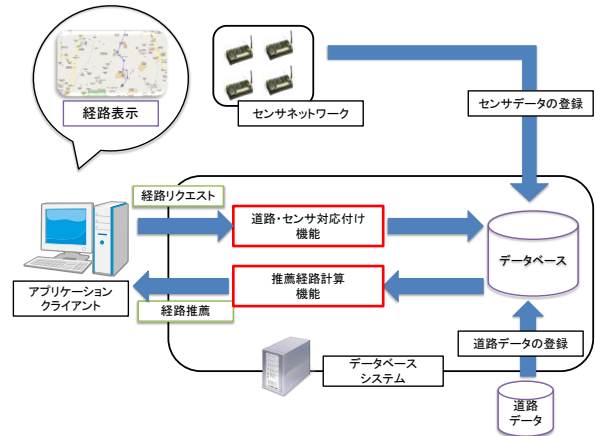 経路表示
センサネットワーク
センサデータの登録
経路リクエスト
道路・センサ対応付け
機能
データベース
推薦経路計算
機能
アプリケーション
クライアント
経路推薦
道路データの登録
データベース
システム
道路
データ